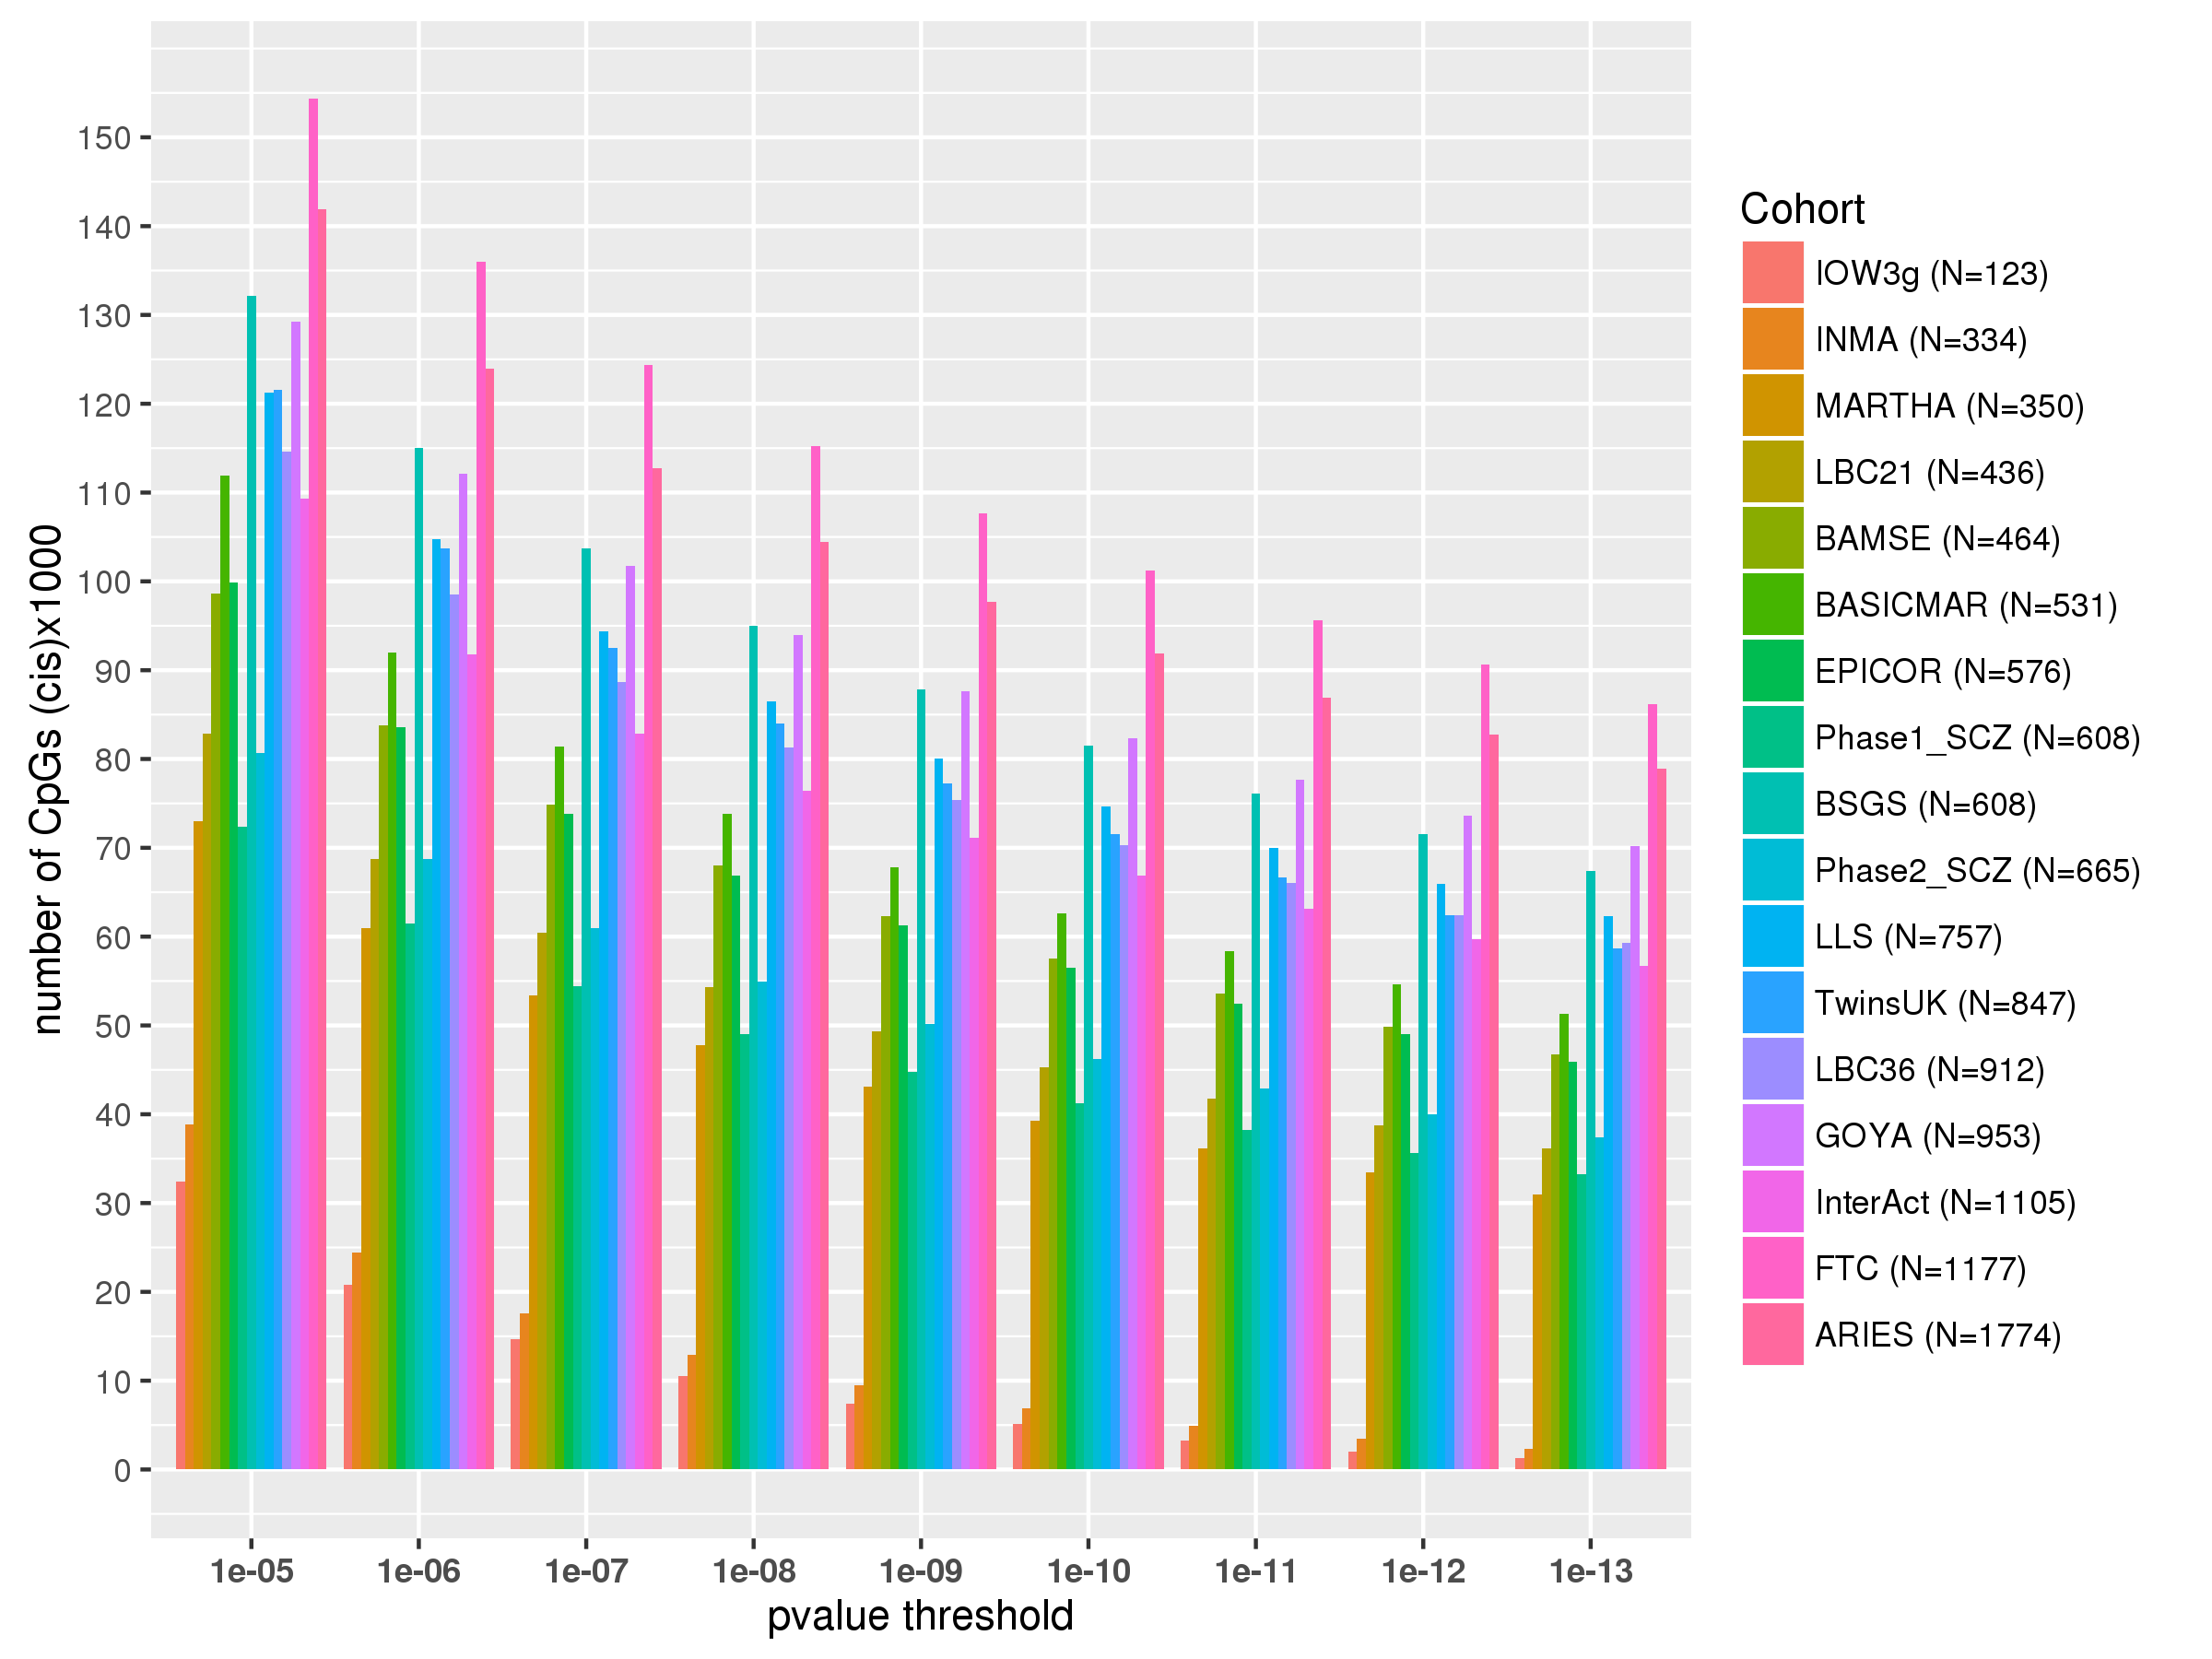 number of CpGs (cis)x1000
150
140
130
120
110
100
90
80
70
60
50
40
30
20
10
0
1e-05 1e-06 1e-07 1e-08 1e-09 1e-10 1e-11 1e-12 1e-13
pvalue threshold
Cohort
IOW3g (N=123)
INMA (N=334)
MARTHA (N=350)
LBC21 (N=436)
BAMSE (N=464)
BASICMAR (N=531)
EPICOR (N=576)
Phase1_SCZ (N=608)
BSGS (N=608)
Phase2_SCZ (N=665)
LLS (N=757)
TwinsUK (N=847)
LBC36 (N=912)
GOYA (N=953)
InterAct (N=1105)
FTC (N=1177)
ARIES (N=1774)